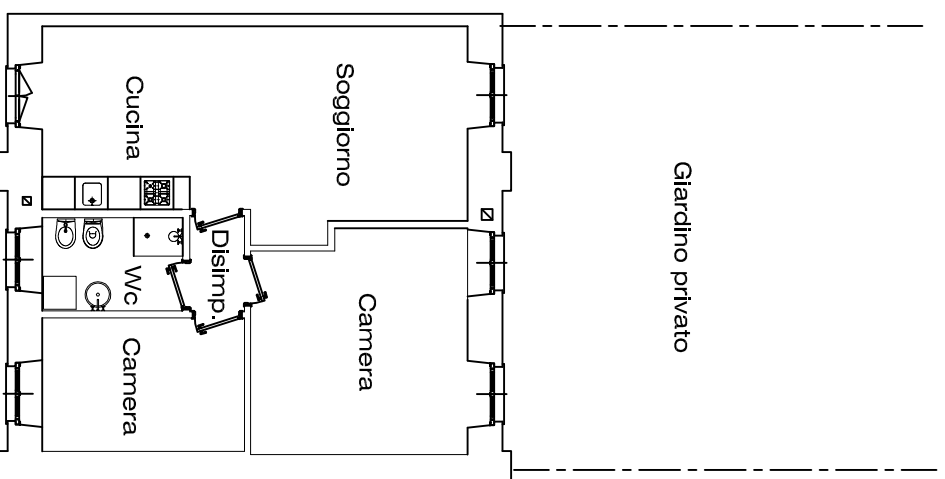 Cucina
Soggiorno
Giardino privato
Disimp.
Wc
Camera
Camera